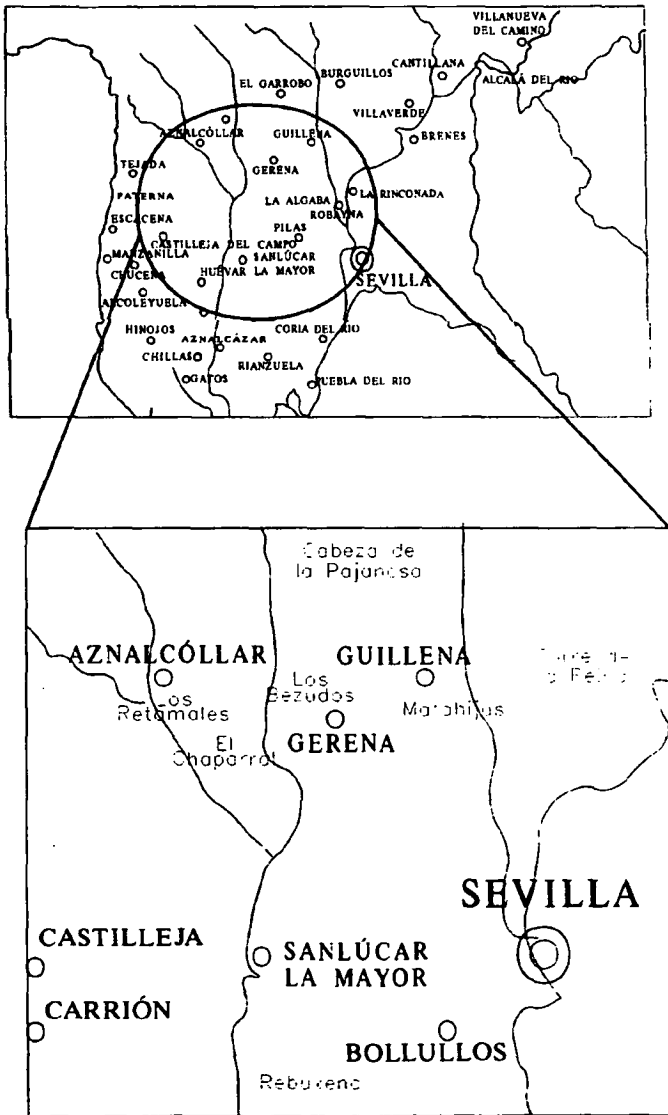 VILLANUEVA
DEL CAMINO
CANTILLANA
BURGUILLOS
ALCALÁ DEL RIO
EL GARROBO
VILLAVERDE
AZNALCÓLLAR
GUILLENA
BRENES
TEJADA
GERENA
PATERNA
LA ALGABA
LA RINCONADA
ROBAYNA
ESCACENA
PILAS
CASTILLEJA DEL CAMPO
MANZANILLA
SANLÚCAR
LA MAYOR
CHUCENA
HUEVAR
SEVILLA
ALCOLEYUELA
HINOJOS
AZNALCÁZAR
CORIA DEL RIO
CHILLAS
RIANZUELA
GATOS
PUEBLA DEL RIO
Cabeza de
la Pajanosa
AZNALCÓLLAR
GUILLENA
Los
Retamales
Los
Bezudos
Marahijus
GERENA
El
Chaparral
SEVILLA
CASTILLEJA
SANLÚCAR
LA MAYOR
CARRIÓN
BOLLULLOS